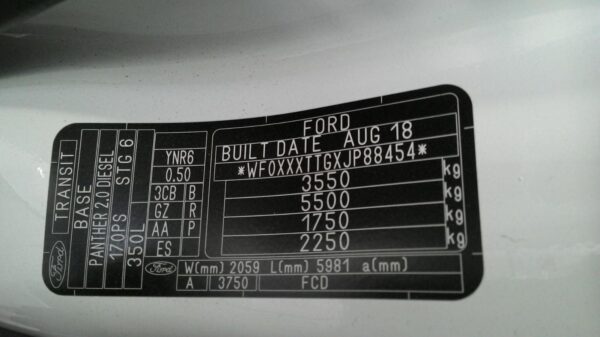 TRANSIT
BASE
PANTHER 2.0 DIESEL
170PS STG 6
350L
Ford
YNR6
0.50
3CB B
GZ R
AA P
ES
FORD
BUILT DATE AUG 18
*WF0XXXTTGXJP88454*
3550 kg
5500
1750
2250 kg
Ford
W(mm) 2059 L(mm) 5981 a(mm)
A 3750 FCD